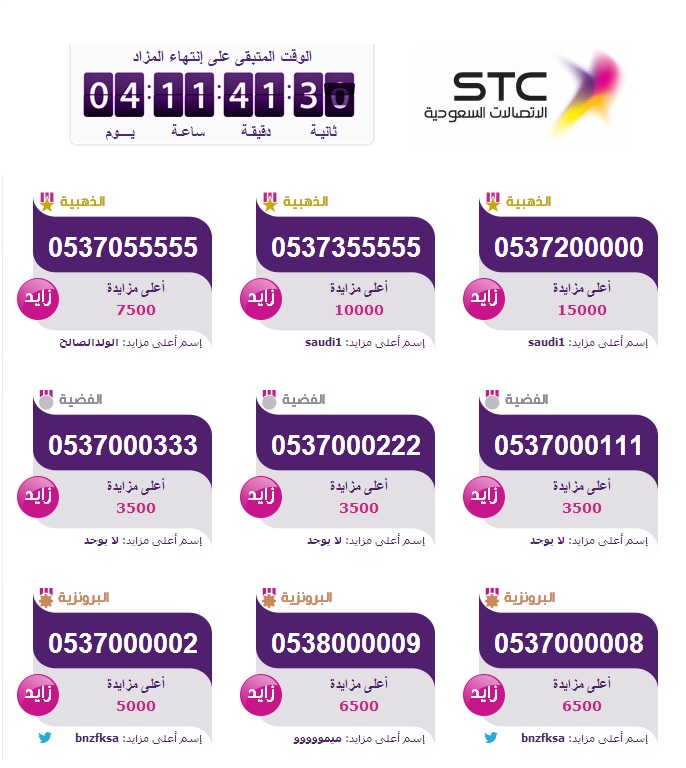 الوقت المتبقى على إنتهاء المزاد
04:11:41:30
يـــوم ساعـة دقيقـة ثانية
STC
الاتصالات السعودية
الذهبية
0537200000
أعلى مزايدة
زايد
15000
إسم أعلى مزايد: saudi1
الذهبية
0537355555
أعلى مزايدة
زايد
10000
إسم أعلى مزايد: saudi1
الذهبية
0537055555
أعلى مزايدة
زايد
7500
إسم أعلى مزايد: الولدالصالح
الفضية
0537000111
أعلى مزايدة
زايد
3500
إسم أعلى مزايد: لا يوجد
الفضية
0537000222
أعلى مزايدة
زايد
3500
إسم أعلى مزايد: لا يوجد
الفضية
0537000333
أعلى مزايدة
زايد
3500
إسم أعلى مزايد: لا يوجد
البرونزية
0537000008
أعلى مزايدة
زايد
6500
إسم أعلى مزايد: bnzfksa
البرونزية
0538000009
أعلى مزايدة
زايد
6500
إسم أعلى مزايد: ميمووووو
البرونزية
0537000002
أعلى مزايدة
زايد
5000
إسم أعلى مزايد: bnzfksa